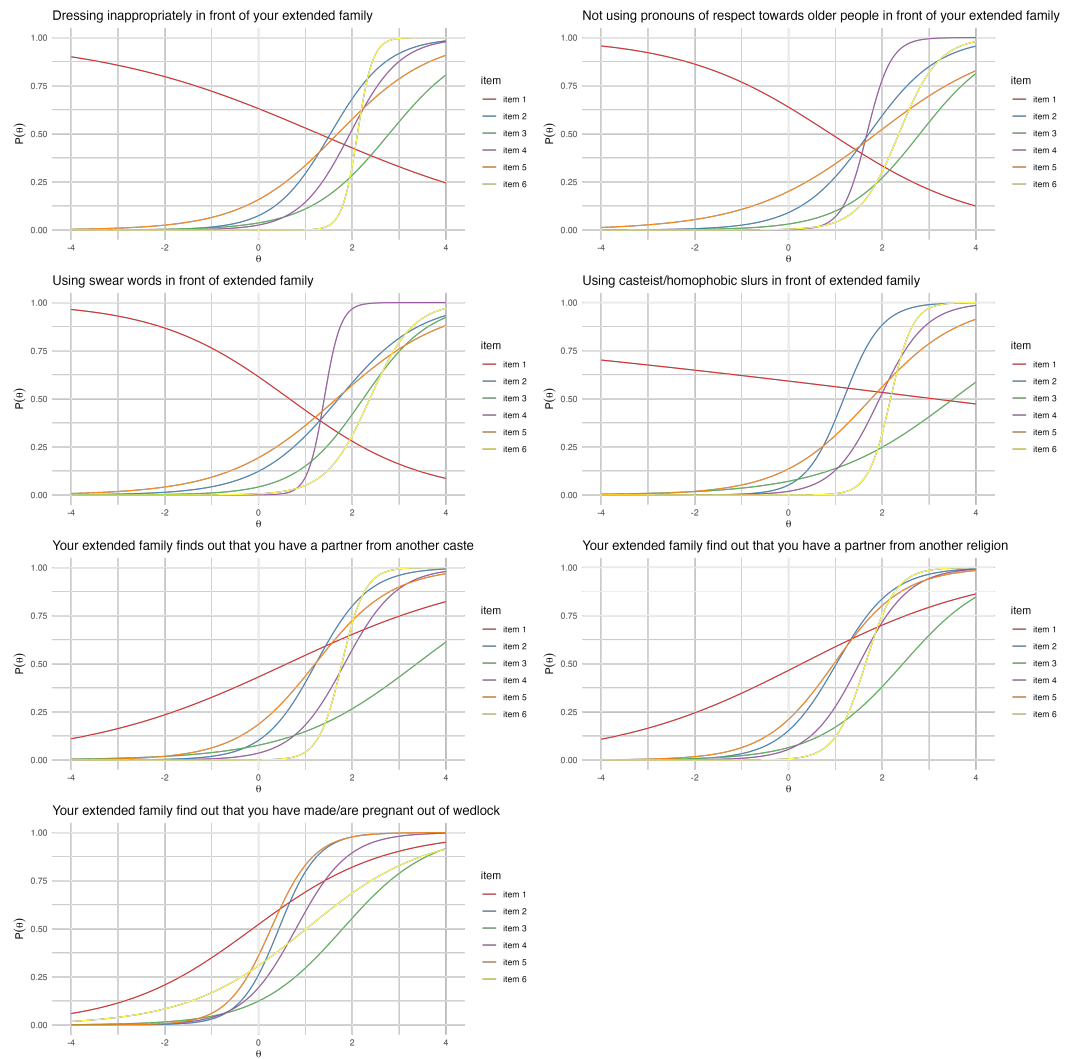 Dressing inappropriately in front of your extended family
1.00
0.75
0.50
0.25
0.00
P(θ)
-4
-2
0
2
4
θ
item
item 1
item 2
item 3
item 4
item 5
item 6
Not using pronouns of respect towards older people in front of your extended family
1.00
0.75
0.50
0.25
0.00
P(θ)
-4
-2
0
2
4
θ
item
item 1
item 2
item 3
item 4
item 5
item 6
Using swear words in front of extended family
1.00
0.75
0.50
0.25
0.00
P(θ)
-4
-2
0
2
4
θ
item
item 1
item 2
item 3
item 4
item 5
item 6
Using casteist/homophobic slurs in front of extended family
1.00
0.75
0.50
0.25
0.00
P(θ)
-4
-2
0
2
4
θ
item
item 1
item 2
item 3
item 4
item 5
item 6
Your extended family finds out that you have a partner from another caste
1.00
0.75
0.50
0.25
0.00
P(θ)
-4
-2
0
2
4
θ
item
item 1
item 2
item 3
item 4
item 5
item 6
Your extended family find out that you have a partner from another religion
1.00
0.75
0.50
0.25
0.00
P(θ)
-4
-2
0
2
4
θ
item
item 1
item 2
item 3
item 4
item 5
item 6
Your extended family find out that you have made/are pregnant out of wedlock
1.00
0.75
0.50
0.25
0.00
P(θ)
-4
-2
0
2
4
θ
item
item 1
item 2
item 3
item 4
item 5
item 6